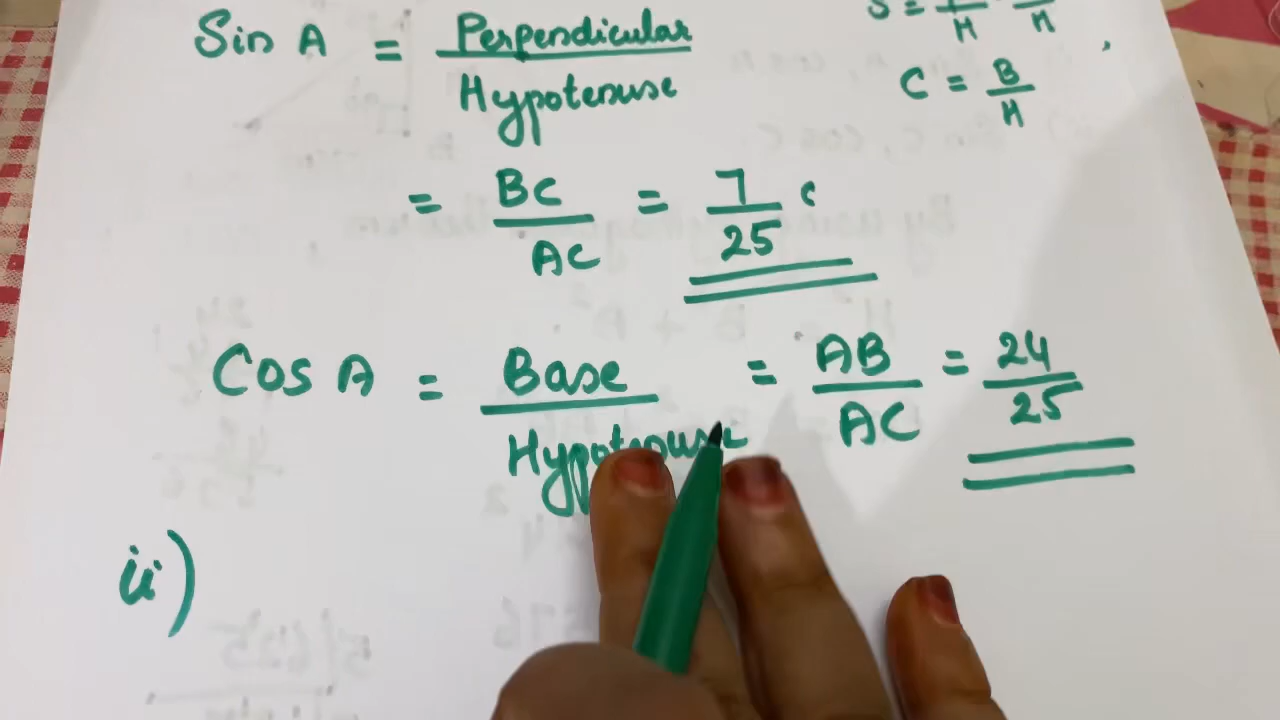 Sin A = Perpendicular / Hypotenuse
C = B / H
= BC / AC = 7 / 25
Cos A = Base / Hypotenuse = AB / AC = 24 / 25
ii)